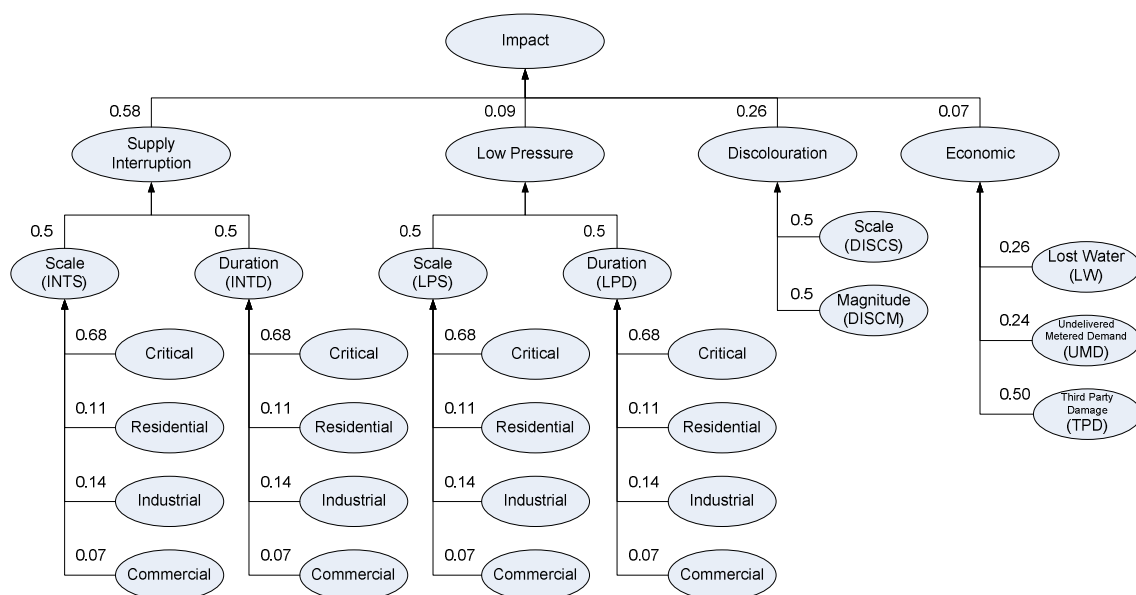 Impact
0.58
0.09
0.26
0.07
Supply
Interruption
Low Pressure
Discolouration
Economic
0.5
0.5
0.5
0.5
Scale
(INTS)
Duration
(INTD)
Scale
(LPS)
Duration
(LPD)
0.5
Scale
(DISCS)
0.5
Magnitude
(DISCM)
0.26
Lost Water
(LW)
0.24
Undelivered
Metered Demand
(UMD)
0.50
Third Party
Damage
(TPD)
0.68
Critical
0.68
Critical
0.68
Critical
0.68
Critical
0.11
Residential
0.11
Residential
0.11
Residential
0.11
Residential
0.14
Industrial
0.14
Industrial
0.14
Industrial
0.14
Industrial
0.07
Commercial
0.07
Commercial
0.07
Commercial
0.07
Commercial